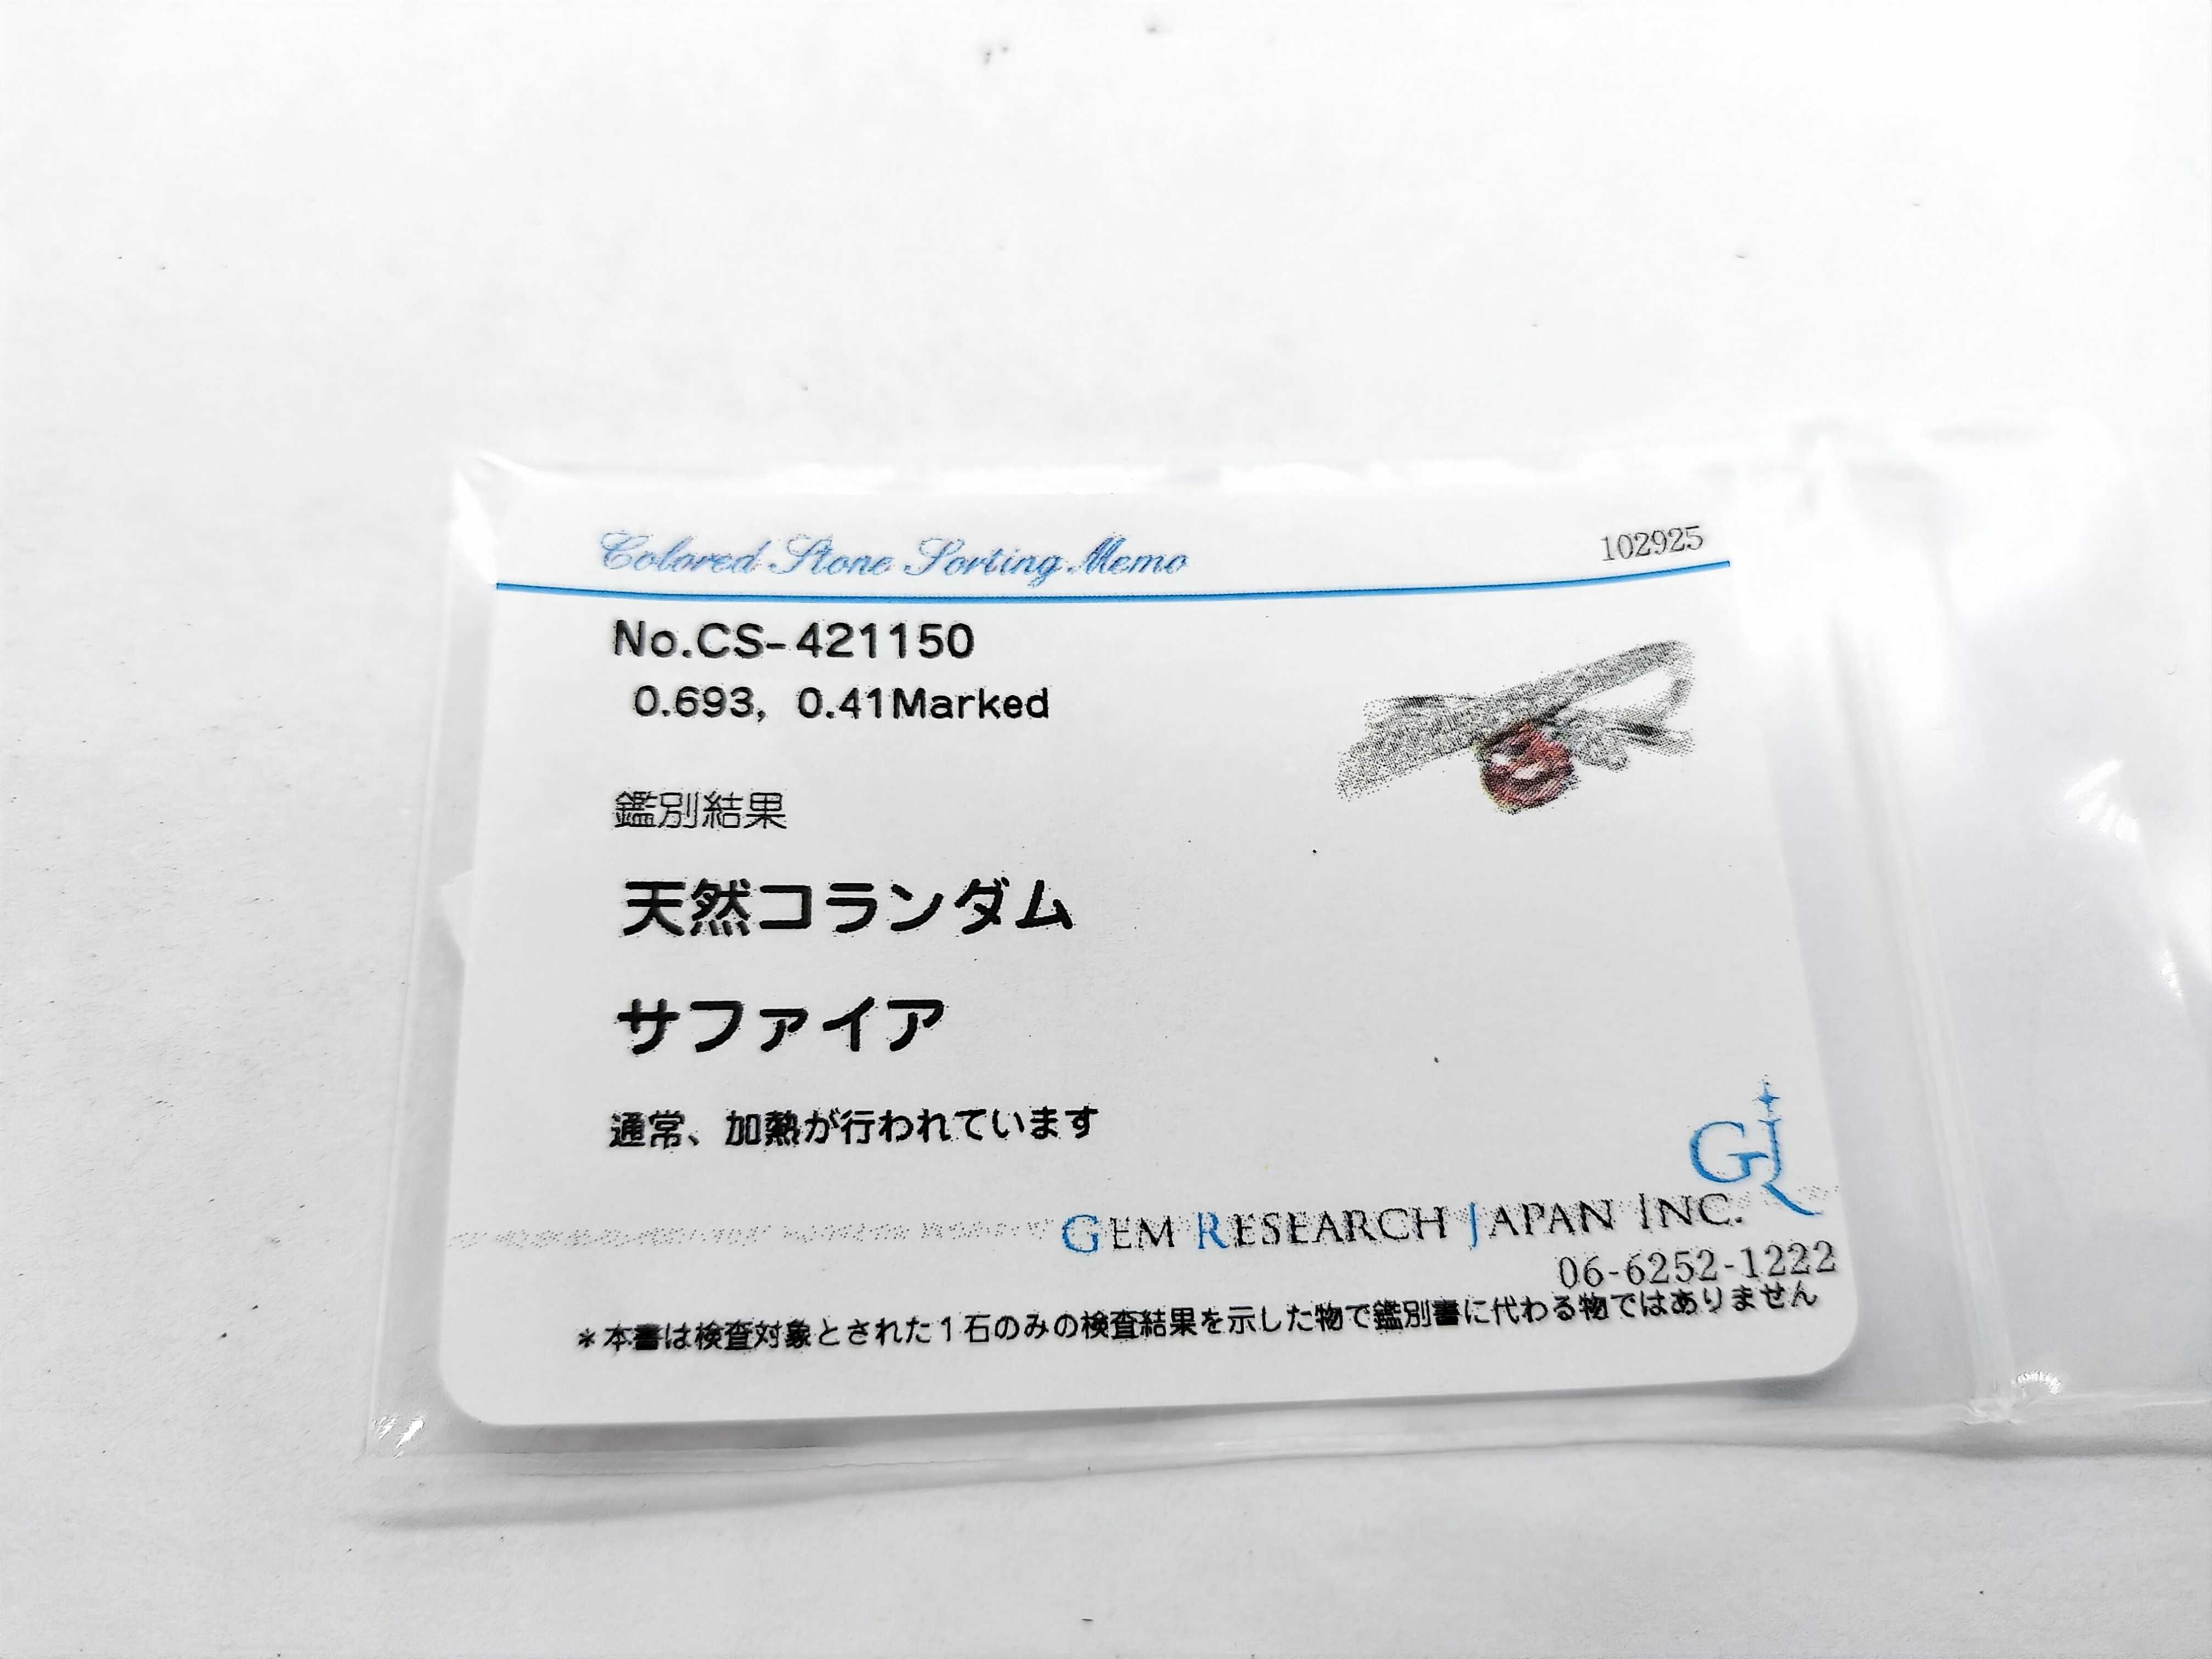 Colored Stone Sorting Memo
102925
No.CS-421150
0.693, 0.41Marked
鑑別結果
天然コランダム
サファイア
通常、加熱が行われています
GJR
GEM RESEARCH JAPAN INC.
06-6252-1222
*本書は検査対象とされた1石のみの検査結果を示した物で鑑別書に代わる物ではありません